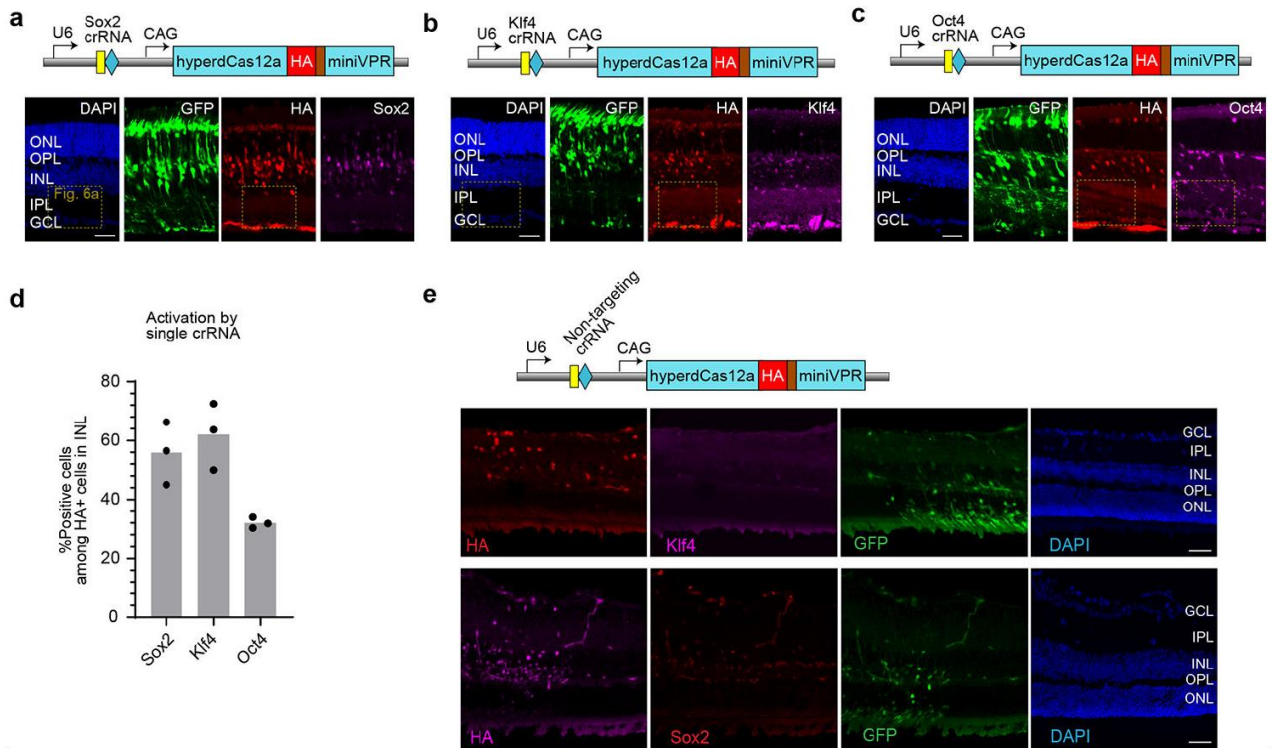 a
Sox2
crRNA
U6
CAG
hyperdCas12a
HA
miniVPR
DAPI
GFP
HA
Sox2
ONL
OPL
INL
Fig. 6a
IPL
GCL
b
Klf4
crRNA
U6
CAG
hyperdCas12a
HA
miniVPR
DAPI
GFP
HA
Klf4
ONL
OPL
INL
IPL
GCL
c
Oct4
crRNA
U6
CAG
hyperdCas12a
HA
miniVPR
DAPI
GFP
HA
Oct4
ONL
OPL
INL
IPL
GCL
d
Activation by
single crRNA
%Positive cells
among HA+ cells in INL
80
60
40
20
0
Sox2
Klf4
Oct4
e
Non-targeting
crRNA
U6
CAG
hyperdCas12a
HA
miniVPR
GCL
IPL
INL
OPL
ONL
HA
Klf4
GFP
DAPI
GCL
IPL
INL
OPL
ONL
HA
Sox2
GFP
DAPI